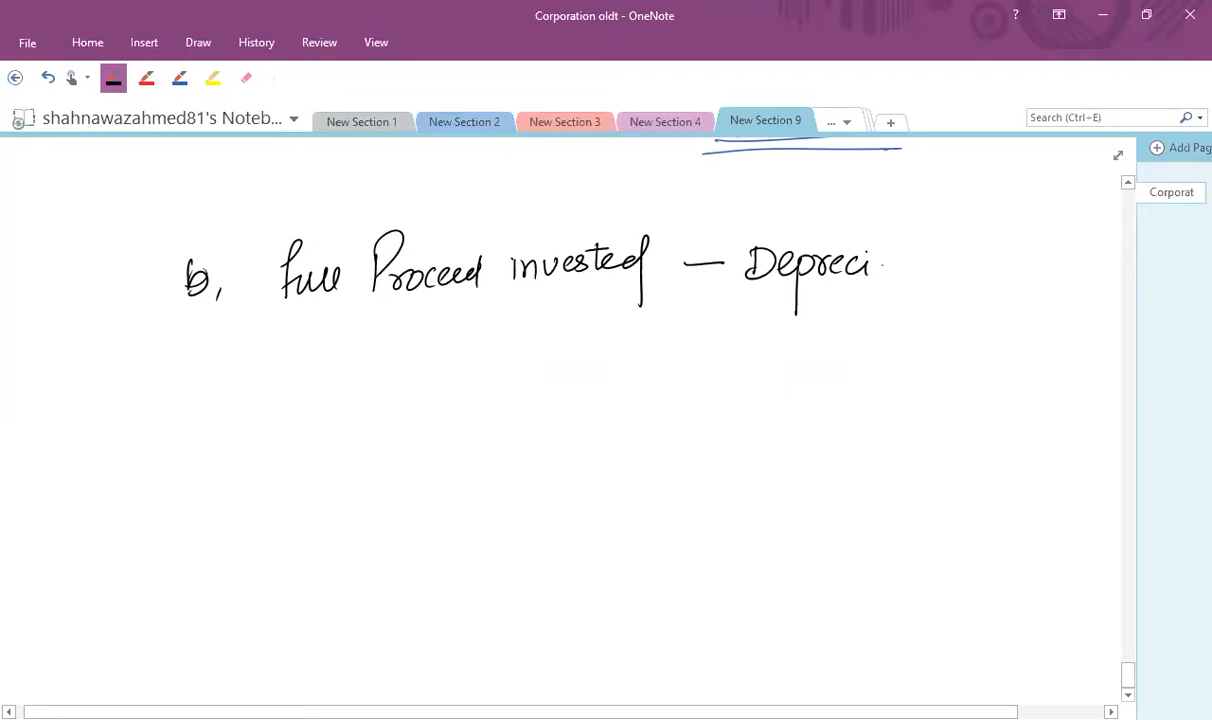 Corporation oldt - OneNote
?
File Home Insert Draw History Review View
shahnawazahmed81's Noteb... New Section 1 New Section 2 New Section 3 New Section 4 New Section 9 ... + Search (Ctrl+E)
Add Pag
Corporat
b, Full Proceed invested — Depreci